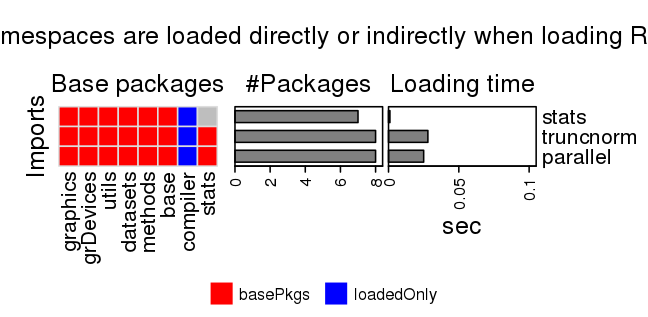 mespaces are loaded directly or indirectly when loading R
Base packages
#Packages
Loading time
Imports
stats
truncnorm
parallel
graphics
grDevices
utils
datasets
methods
base
compiler
stats
0 2 4 6 8
0 0.05 0.1
sec
basePkgs
loadedOnly